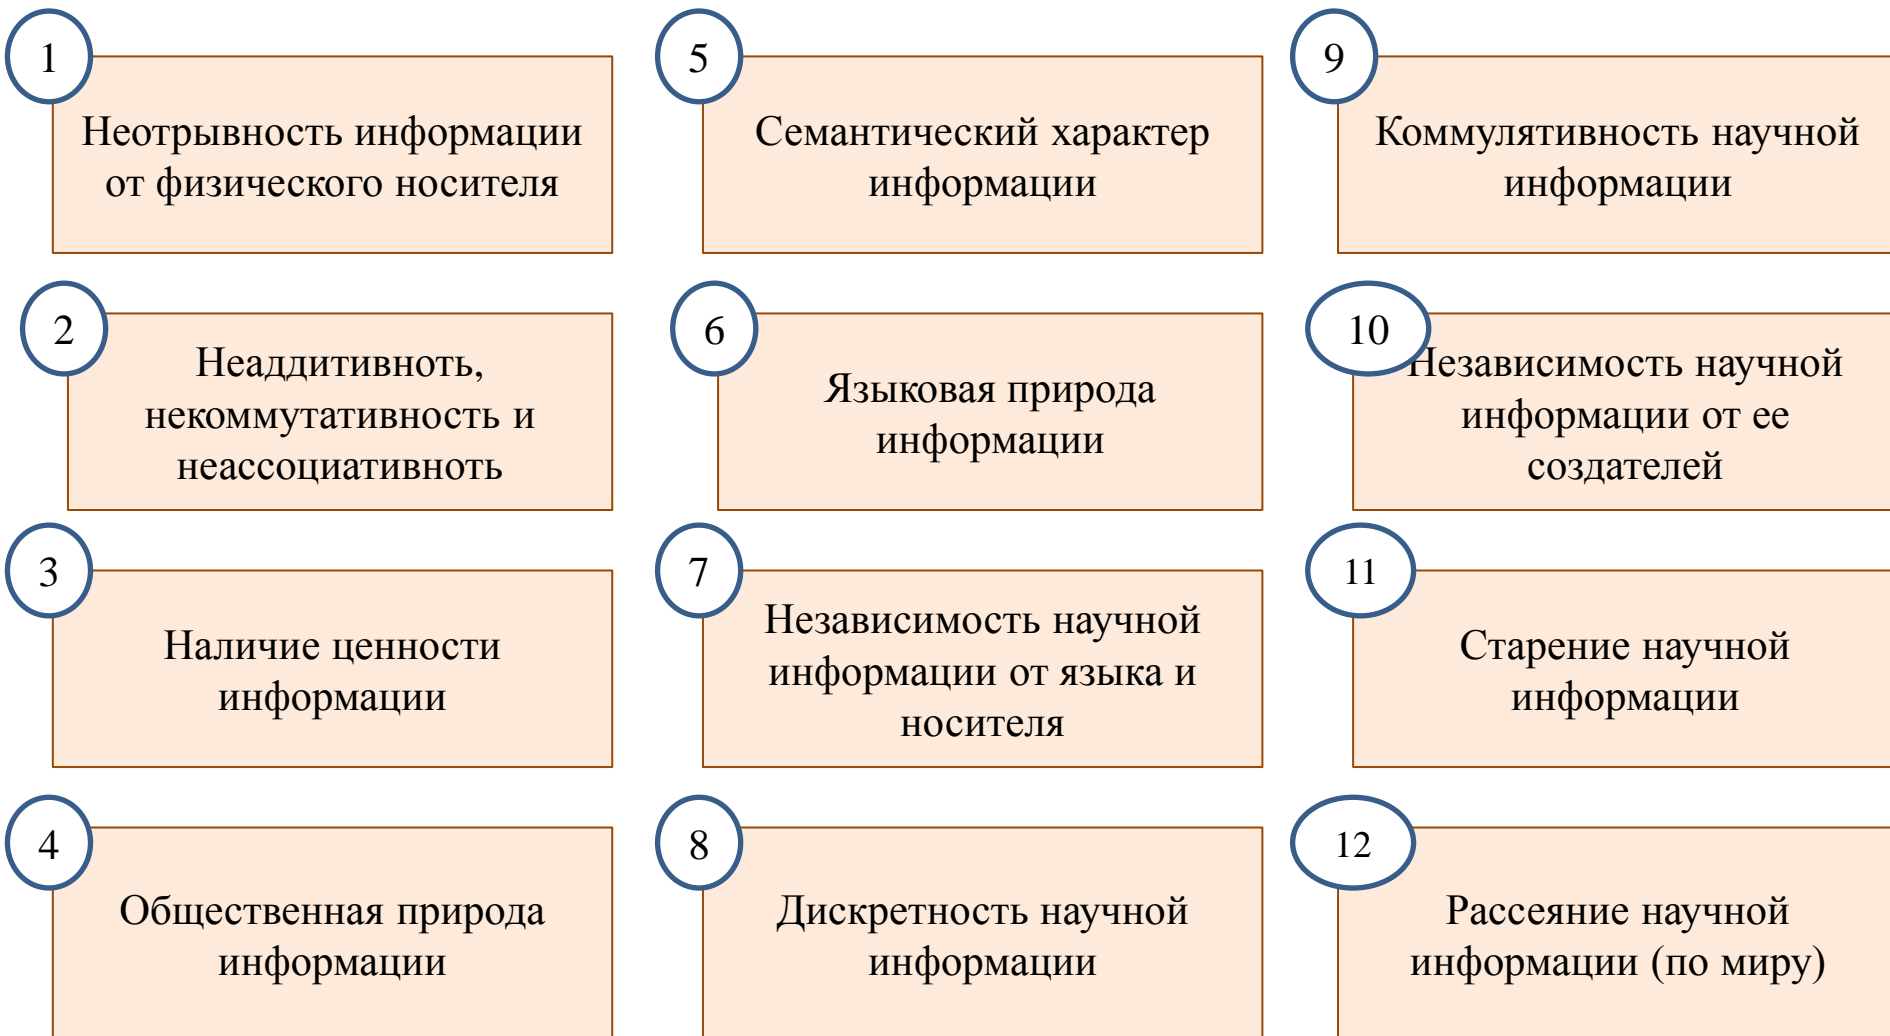 1
Неотрывность информации
от физического носителя
2
Неаддитивноть,
некоммутативность и
неассоциативноть
3
Наличие ценности
информации
4
Общественная природа
информации
5
Семантический характер
информации
6
Языковая природа
информации
7
Независимость научной
информации от языка и
носителя
8
Дискретность научной
информации
9
Коммулятивность научной
информации
10
Независимость научной
информации от ее
создателей
11
Старение научной
информации
12
Рассеяние научной
информации (по миру)